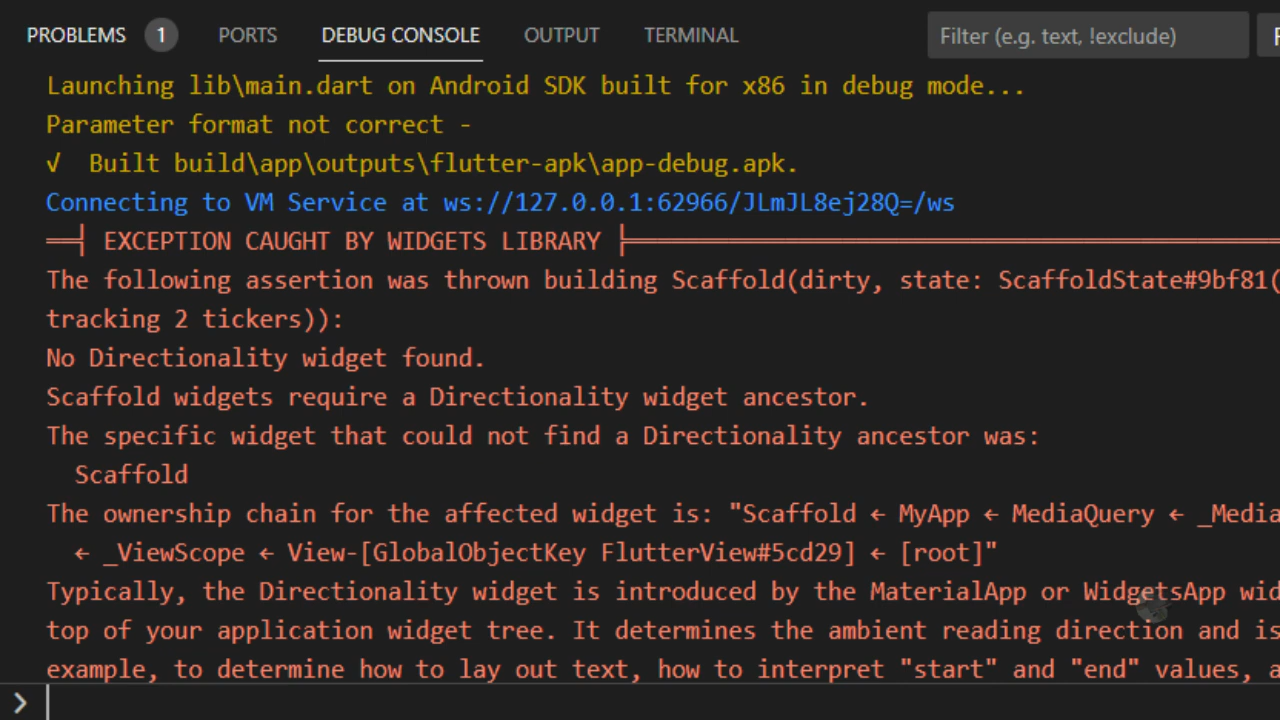 PROBLEMS 1 PORTS DEBUG CONSOLE OUTPUT TERMINAL Filter (e.g. text, !exclude)
Launching lib\main.dart on Android SDK built for x86 in debug mode...
Parameter format not correct -
√ Built build\app\outputs\flutter-apk\app-debug.apk.
Connecting to VM Service at ws://127.0.0.1:62966/JLmJL8ej28Q=/ws
══╡ EXCEPTION CAUGHT BY WIDGETS LIBRARY ╞══════════════════════════════
The following assertion was thrown building Scaffold(dirty, state: ScaffoldState#9bf81(
tracking 2 tickers)):
No Directionality widget found.
Scaffold widgets require a Directionality widget ancestor.
The specific widget that could not find a Directionality ancestor was:
Scaffold
The ownership chain for the affected widget is: "Scaffold ← MyApp ← MediaQuery ← _Media
← _ViewScope ← View-[GlobalObjectKey FlutterView#5cd29] ← [root]"
Typically, the Directionality widget is introduced by the MaterialApp or WidgetsApp wid
top of your application widget tree. It determines the ambient reading direction and is
example, to determine how to lay out text, how to interpret "start" and "end" values, a
>